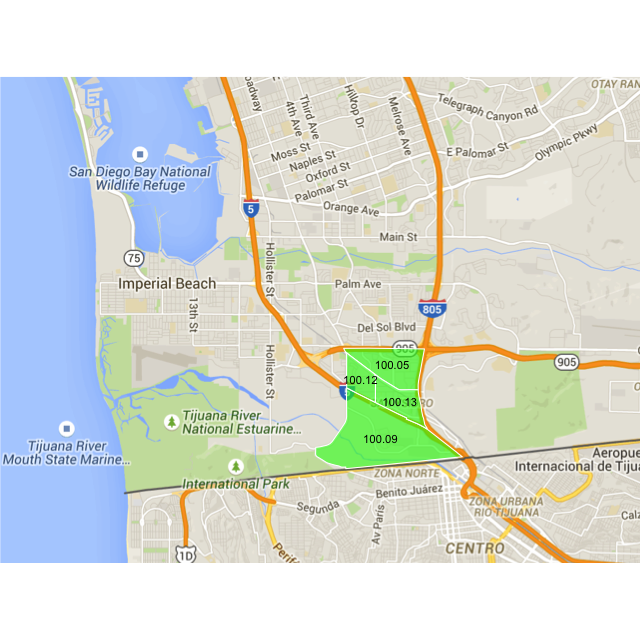 OTAY RAN
oadway
Third Ave
4th Ave
Hilltop Dr
Melrose Ave
Telegraph Canyon Rd
Moss St
E Palomar St
Olympic Pkwy
Naples St
San Diego Bay National
Wildlife Refuge
Oxford St
Palomar St
5
Orange Ave
Main St
75
Hollister St
Imperial Beach
Palm Ave
13th St
805
Del Sol Blvd
905
905
Hollister St
100.05
100.12
100.13
Tijuana River
National Estuarine...
Tijuana River
Mouth State Marine...
100.09
International Park
ZONA NORTE
Aeropue
Internacional de Tijua
Benito Juárez
Segunda
Av París
ZONA URBANA
RIO TIJUANA
Calz
1D
Perif
CENTRO